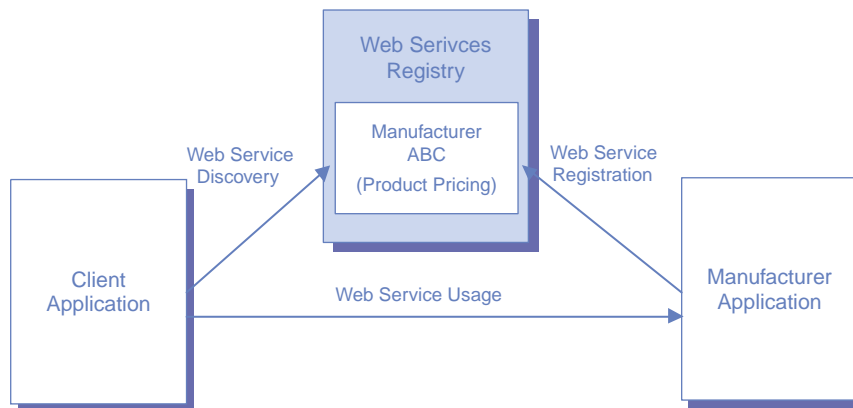 Web Serivces
Registry
Manufacturer
ABC
(Product Pricing)
Web Service
Discovery
Web Service
Registration
Client
Application
Web Service Usage
Manufacturer
Application